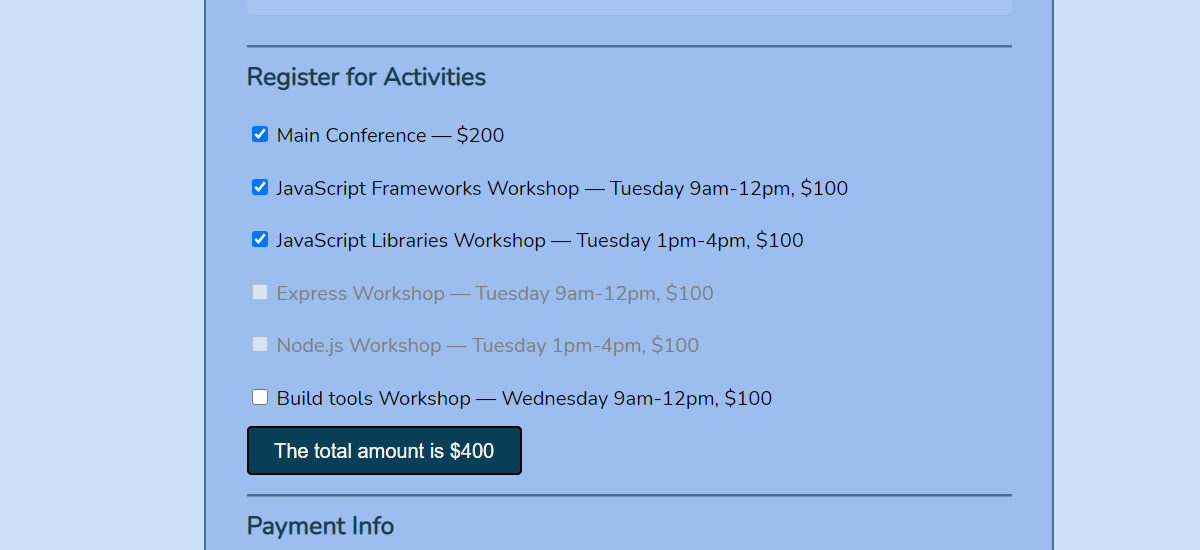 Register for Activities
Main Conference — $200
JavaScript Frameworks Workshop — Tuesday 9am-12pm, $100
JavaScript Libraries Workshop — Tuesday 1pm-4pm, $100
Express Workshop — Tuesday 9am-12pm, $100
Node.js Workshop — Tuesday 1pm-4pm, $100
Build tools Workshop — Wednesday 9am-12pm, $100
The total amount is $400
Payment Info